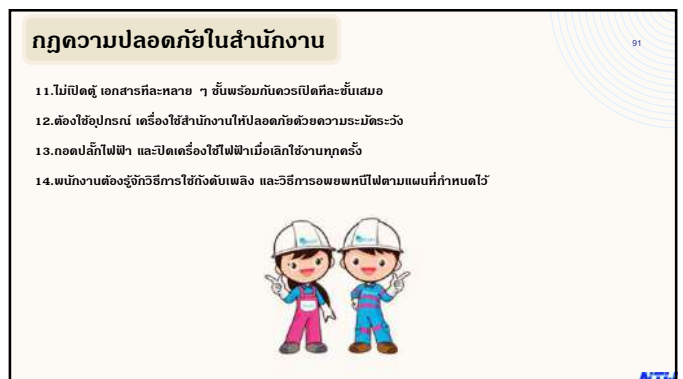 กฎความปลอดภัยในสำนักงาน
91
11.ไม่เปิดตู้ เอกสารทีละหลาย ๆ ชั้นพร้อมกันควรเปิดทีละชั้นเสมอ
12.ต้องใช้อุปกรณ์ เครื่องใช้สำนักงานให้ปลอดภัยด้วยความระมัดระวัง
13.ถอดปลั๊กไฟฟ้า และปิดเครื่องใช้ไฟฟ้าเมื่อเลิกใช้งานทุกครั้ง
14.พนักงานต้องรู้จักวิธีการใช้ถังดับเพลิง และวิธีการอพยพหนีไฟตามแผนที่กำหนดไว้